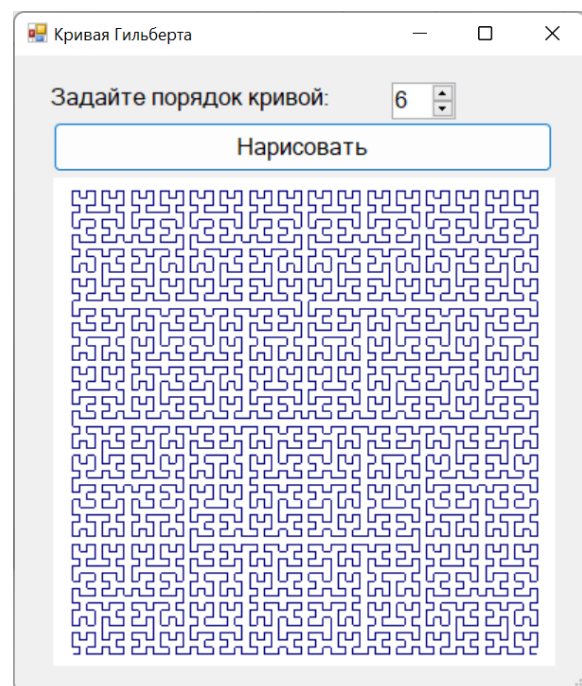 Кривая Гильберта
Задайте порядок кривой: 6
Нарисовать